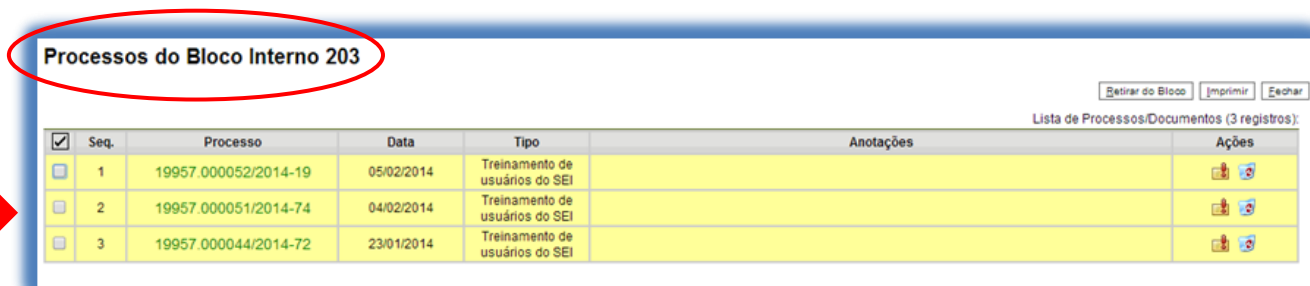 Processos do Bloco Interno 203
Retirar do Bloco Imprimir Fechar
Lista de Processos/Documentos (3 registros):
Seq. Processo Data Tipo Anotações Ações
1 19957.000052/2014-19 05/02/2014 Treinamento de
usuários do SEI
2 19957.000051/2014-74 04/02/2014 Treinamento de
usuários do SEI
3 19957.000044/2014-72 23/01/2014 Treinamento de
usuários do SEI